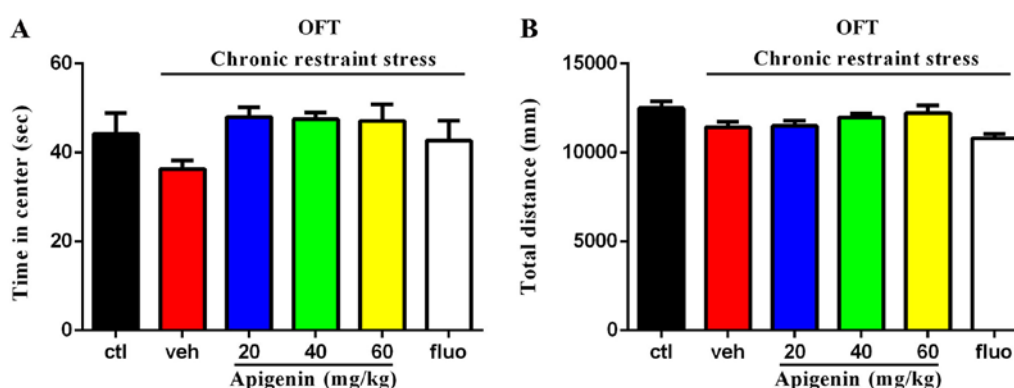 A
OFT
Chronic restraint stress
Time in center (sec)
60
40
20
0
ctl veh 20 40 60 fluo
Apigenin (mg/kg)
B
OFT
Chronic restraint stress
Total distance (mm)
15000
10000
5000
0
ctl veh 20 40 60 fluo
Apigenin (mg/kg)